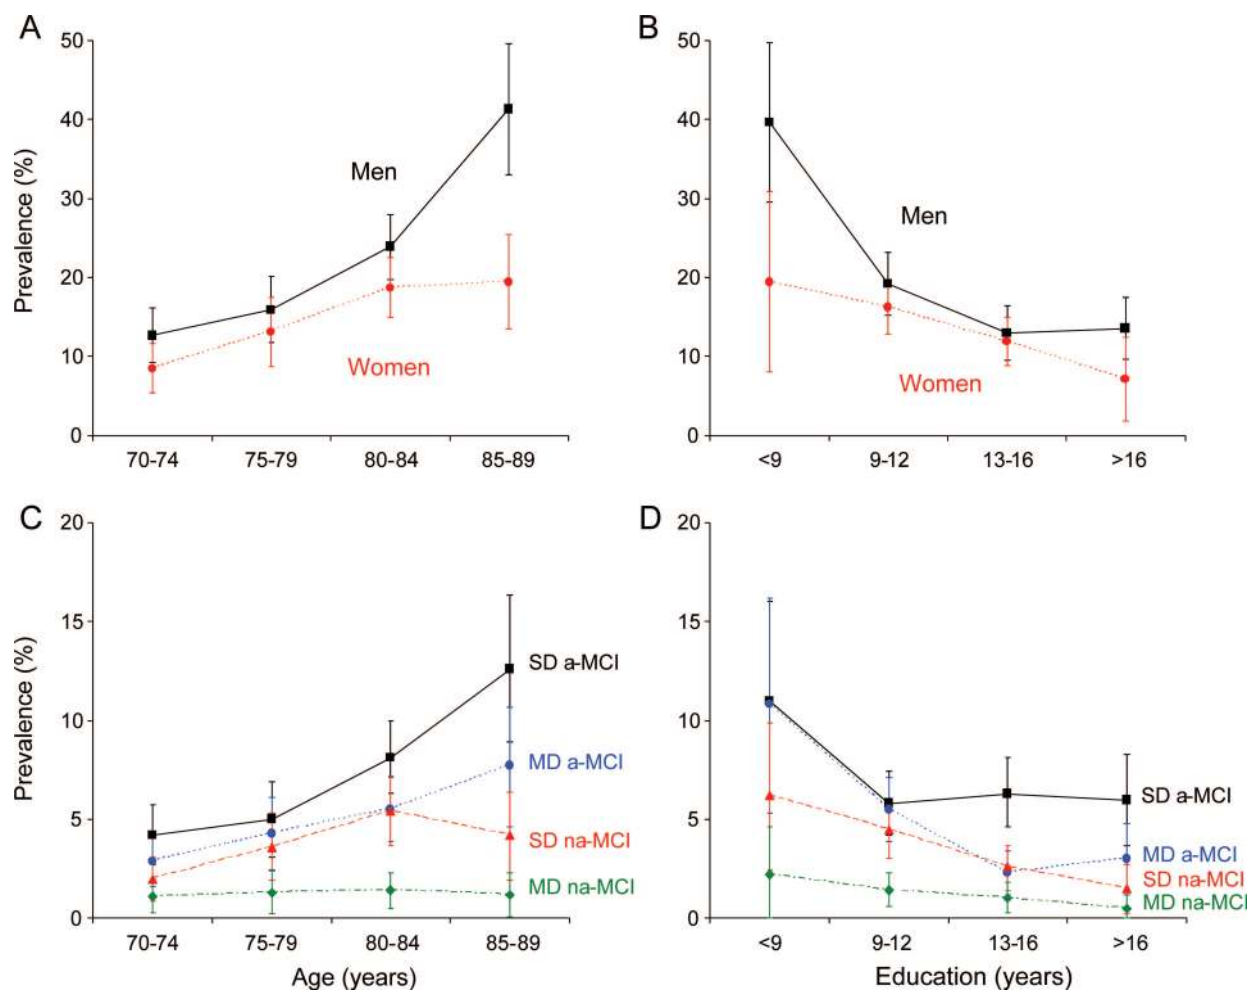 A
Prevalence (%)
50
40
30
20
10
0
Men
Women
70-74 75-79 80-84 85-89
B
50
40
30
20
10
0
Men
Women
<9 9-12 13-16 >16
C
Prevalence (%)
20
15
10
5
0
SD a-MCI
MD a-MCI
SD na-MCI
MD na-MCI
70-74 75-79 80-84 85-89
Age (years)
D
20
15
10
5
0
SD a-MCI
MD a-MCI
SD na-MCI
MD na-MCI
<9 9-12 13-16 >16
Education (years)